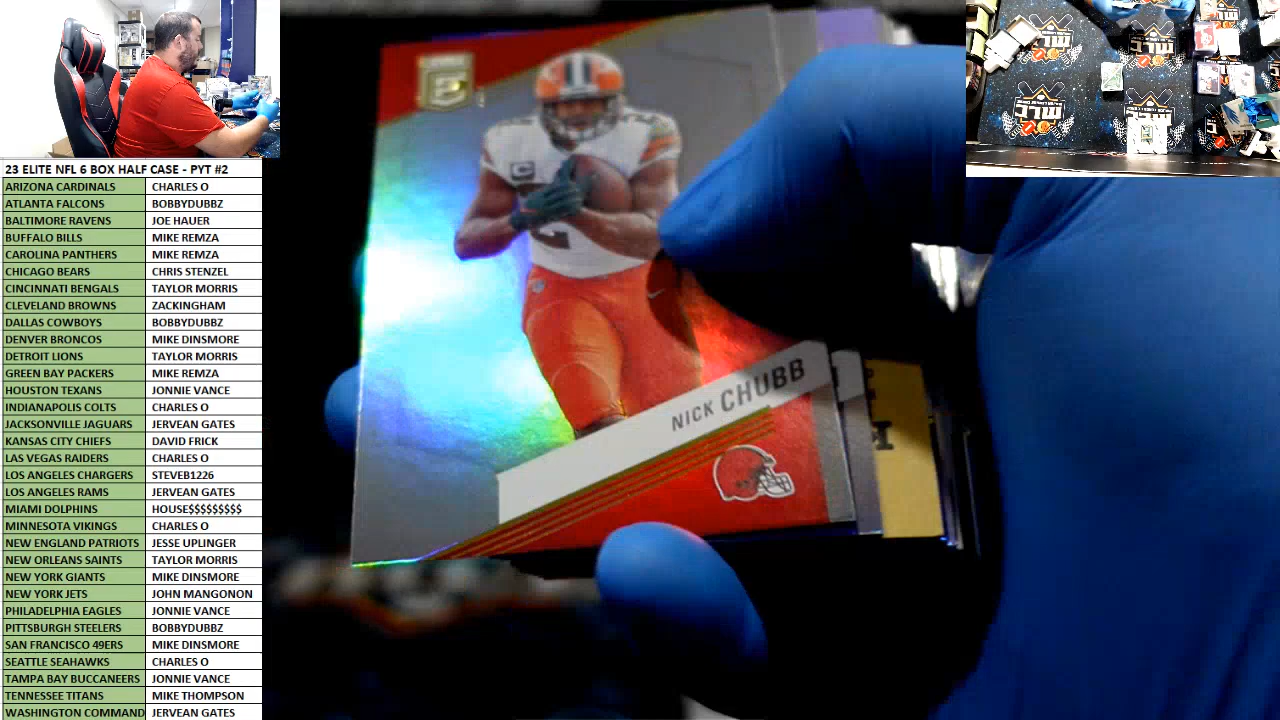 23 ELITE NFL 6 BOX HALF CASE - PYT #2
ARIZONA CARDINALS CHARLES O
ATLANTA FALCONS BOBBYDUBBZ
BALTIMORE RAVENS JOE HAUER
BUFFALO BILLS MIKE REMZA
CAROLINA PANTHERS MIKE REMZA
CHICAGO BEARS CHRIS STENZEL
CINCINNATI BENGALS TAYLOR MORRIS
CLEVELAND BROWNS ZACKINGHAM
DALLAS COWBOYS BOBBYDUBBZ
DENVER BRONCOS MIKE DINSMORE
DETROIT LIONS TAYLOR MORRIS
GREEN BAY PACKERS MIKE REMZA
HOUSTON TEXANS JONNIE VANCE
INDIANAPOLIS COLTS CHARLES O
JACKSONVILLE JAGUARS JERVEAN GATES
KANSAS CITY CHIEFS DAVID FRICK
LAS VEGAS RAIDERS CHARLES O
LOS ANGELES CHARGERS STEVEB1226
LOS ANGELES RAMS JERVEAN GATES
MIAMI DOLPHINS HOUSE$$$$$$$$$
MINNESOTA VIKINGS CHARLES O
NEW ENGLAND PATRIOTS JESSE UPLINGER
NEW ORLEANS SAINTS TAYLOR MORRIS
NEW YORK GIANTS MIKE DINSMORE
NEW YORK JETS JOHN MANGONON
PHILADELPHIA EAGLES JONNIE VANCE
PITTSBURGH STEELERS BOBBYDUBBZ
SAN FRANCISCO 49ERS MIKE DINSMORE
SEATTLE SEAHAWKS CHARLES O
TAMPA BAY BUCCANEERS JONNIE VANCE
TENNESSEE TITANS MIKE THOMPSON
WASHINGTON COMMAND JERVEAN GATES
E
C
2
NICK CHUBB